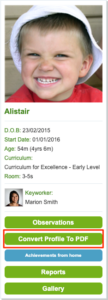 Alistair
D.O.B: 23/02/2015
Start Date: 01/01/2016
Age: 54m (4yrs 6m)
Curriculum:
Curriculum for Excellence - Early Level
Room: 3-5s
Keyworker:
Marion Smith
Observations
Convert Profile To PDF
Achievements from home
Reports
Gallery